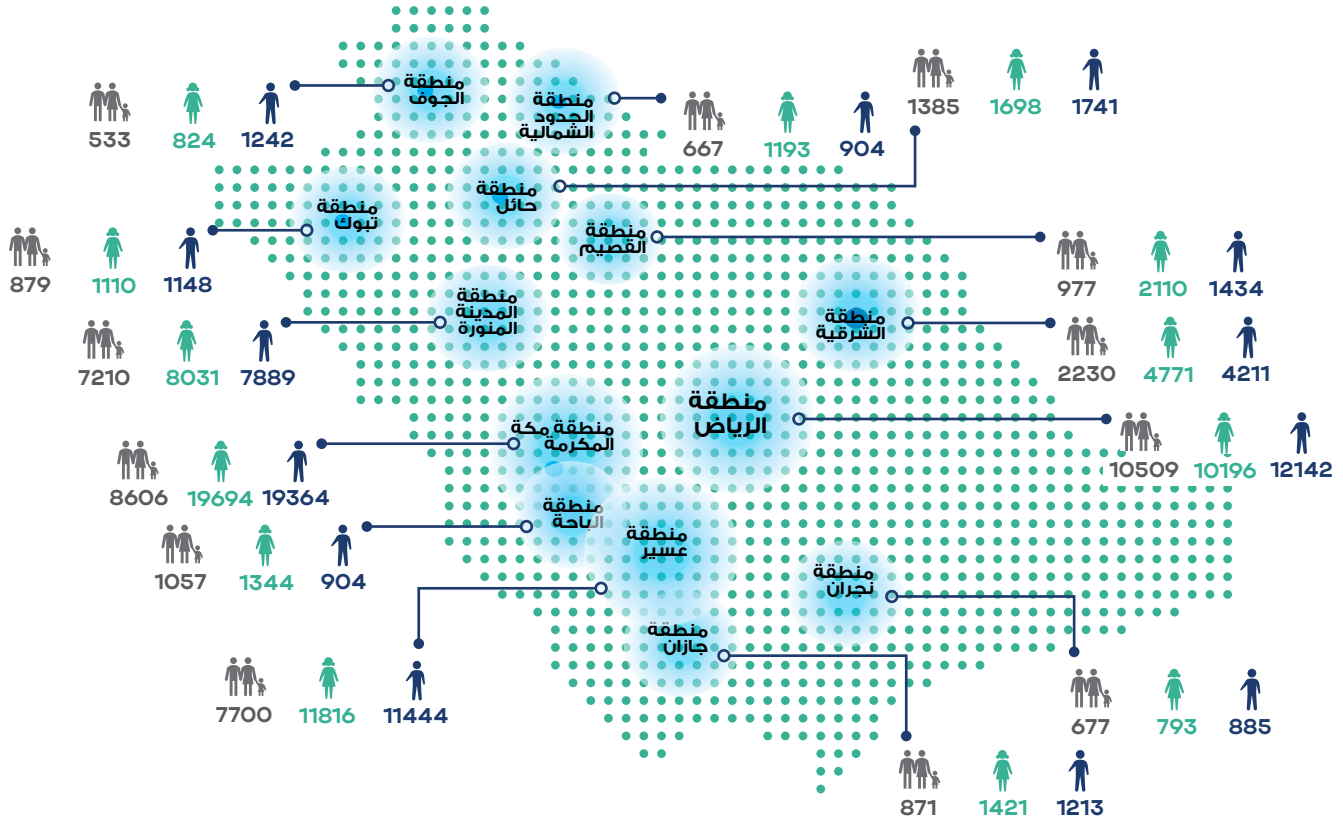 منطقة
الجوف
533 824 1242
منطقة
الحدود
الشمالية
667 1193 904
1385 1698 1741
منطقة
حائل
منطقة
تبوك
879 1110 1148
منطقة
القصيم
977 2110 1434
منطقة
المدينة
المنورة
7210 8031 7889
منطقة
الشرقية
2230 4771 4211
منطقة
الرياض
10509 10196 12142
منطقة مكة
المكرمة
8606 19694 19364
منطقة
الباحة
1057 1344 904
منطقة
عسير
7700 11816 11444
منطقة
نجران
677 793 885
منطقة
جازان
871 1421 1213